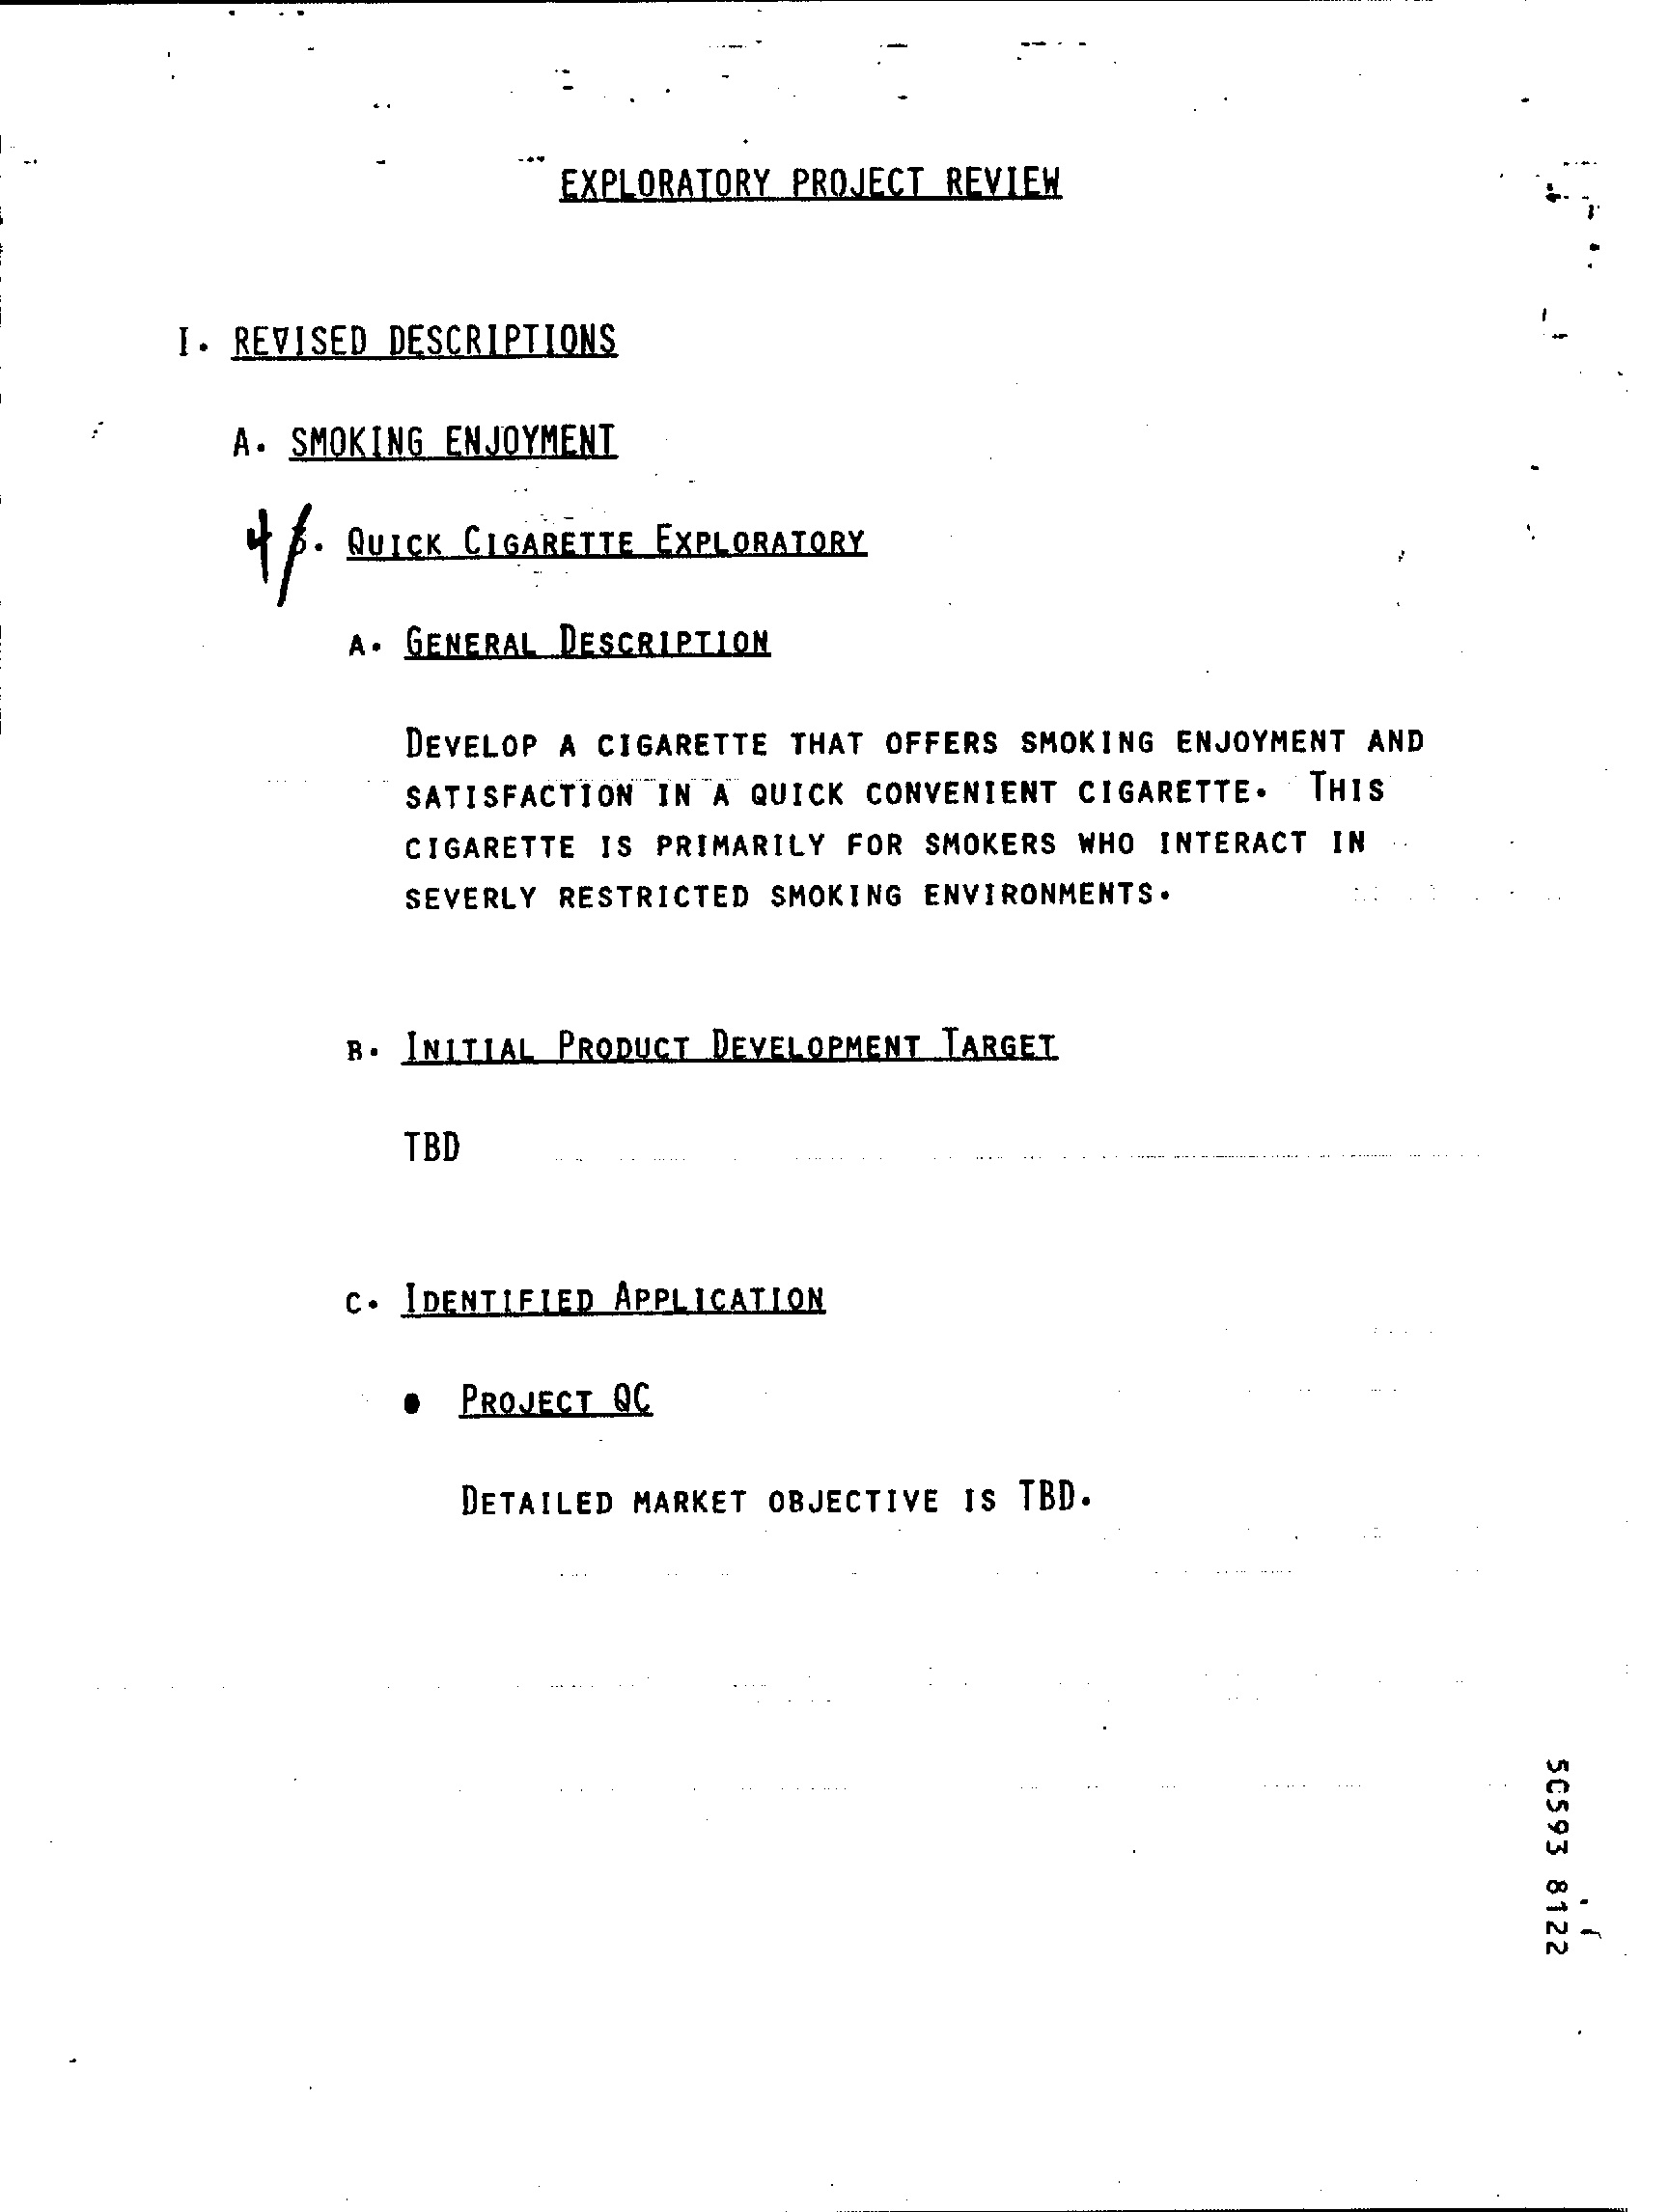 EXPLORATORY PROJECT REVIEW
I. REVISED DESCRIPTIONS
A. SMOKING ENJOYMENT
4 . QUICK CIGARETTE EXPLORATORY
A. GENERAL DESCRIPTION
DEVELOP A CIGARETTE THAT OFFERS SMOKING ENJOYMENT AND
SATISFACTION IN A QUICK CONVENIENT CIGARETTE. THIS
CIGARETTE IS PRIMARILY FOR SMOKERS WHO INTERACT IN
SEVERLY RESTRICTED SMOKING ENVIRONMENTS.
B. INITIAL PRODUCT DEVELOPMENT TARGET
TBD
C. IDENTIFIED APPLICATION
● PROJECT QC
DETAILED MARKET OBJECTIVE IS TBD.
50593 8122